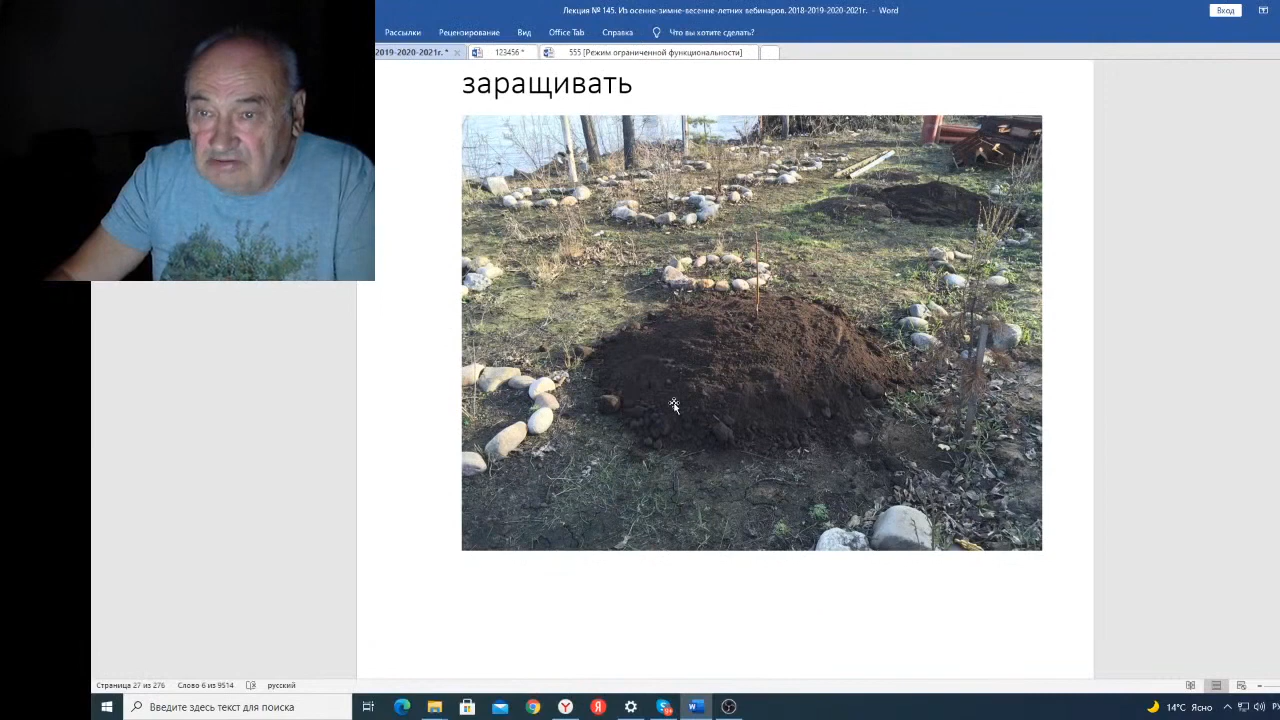 Лекция № 145. Из осенне-зимне-весенне-летних вебинаров. 2018-2019-2020-2021г. - Word
Вход
Рассылки Рецензирование Вид Office Tab Справка Что вы хотите сделать?
2019-2020-2021г. * 123456 * 555 [Режим ограниченной функциональности]
заращивать
Страница 27 из 276 Слово 6 из 9514 русский
Введите здесь текст для поиска
14°C Ясно